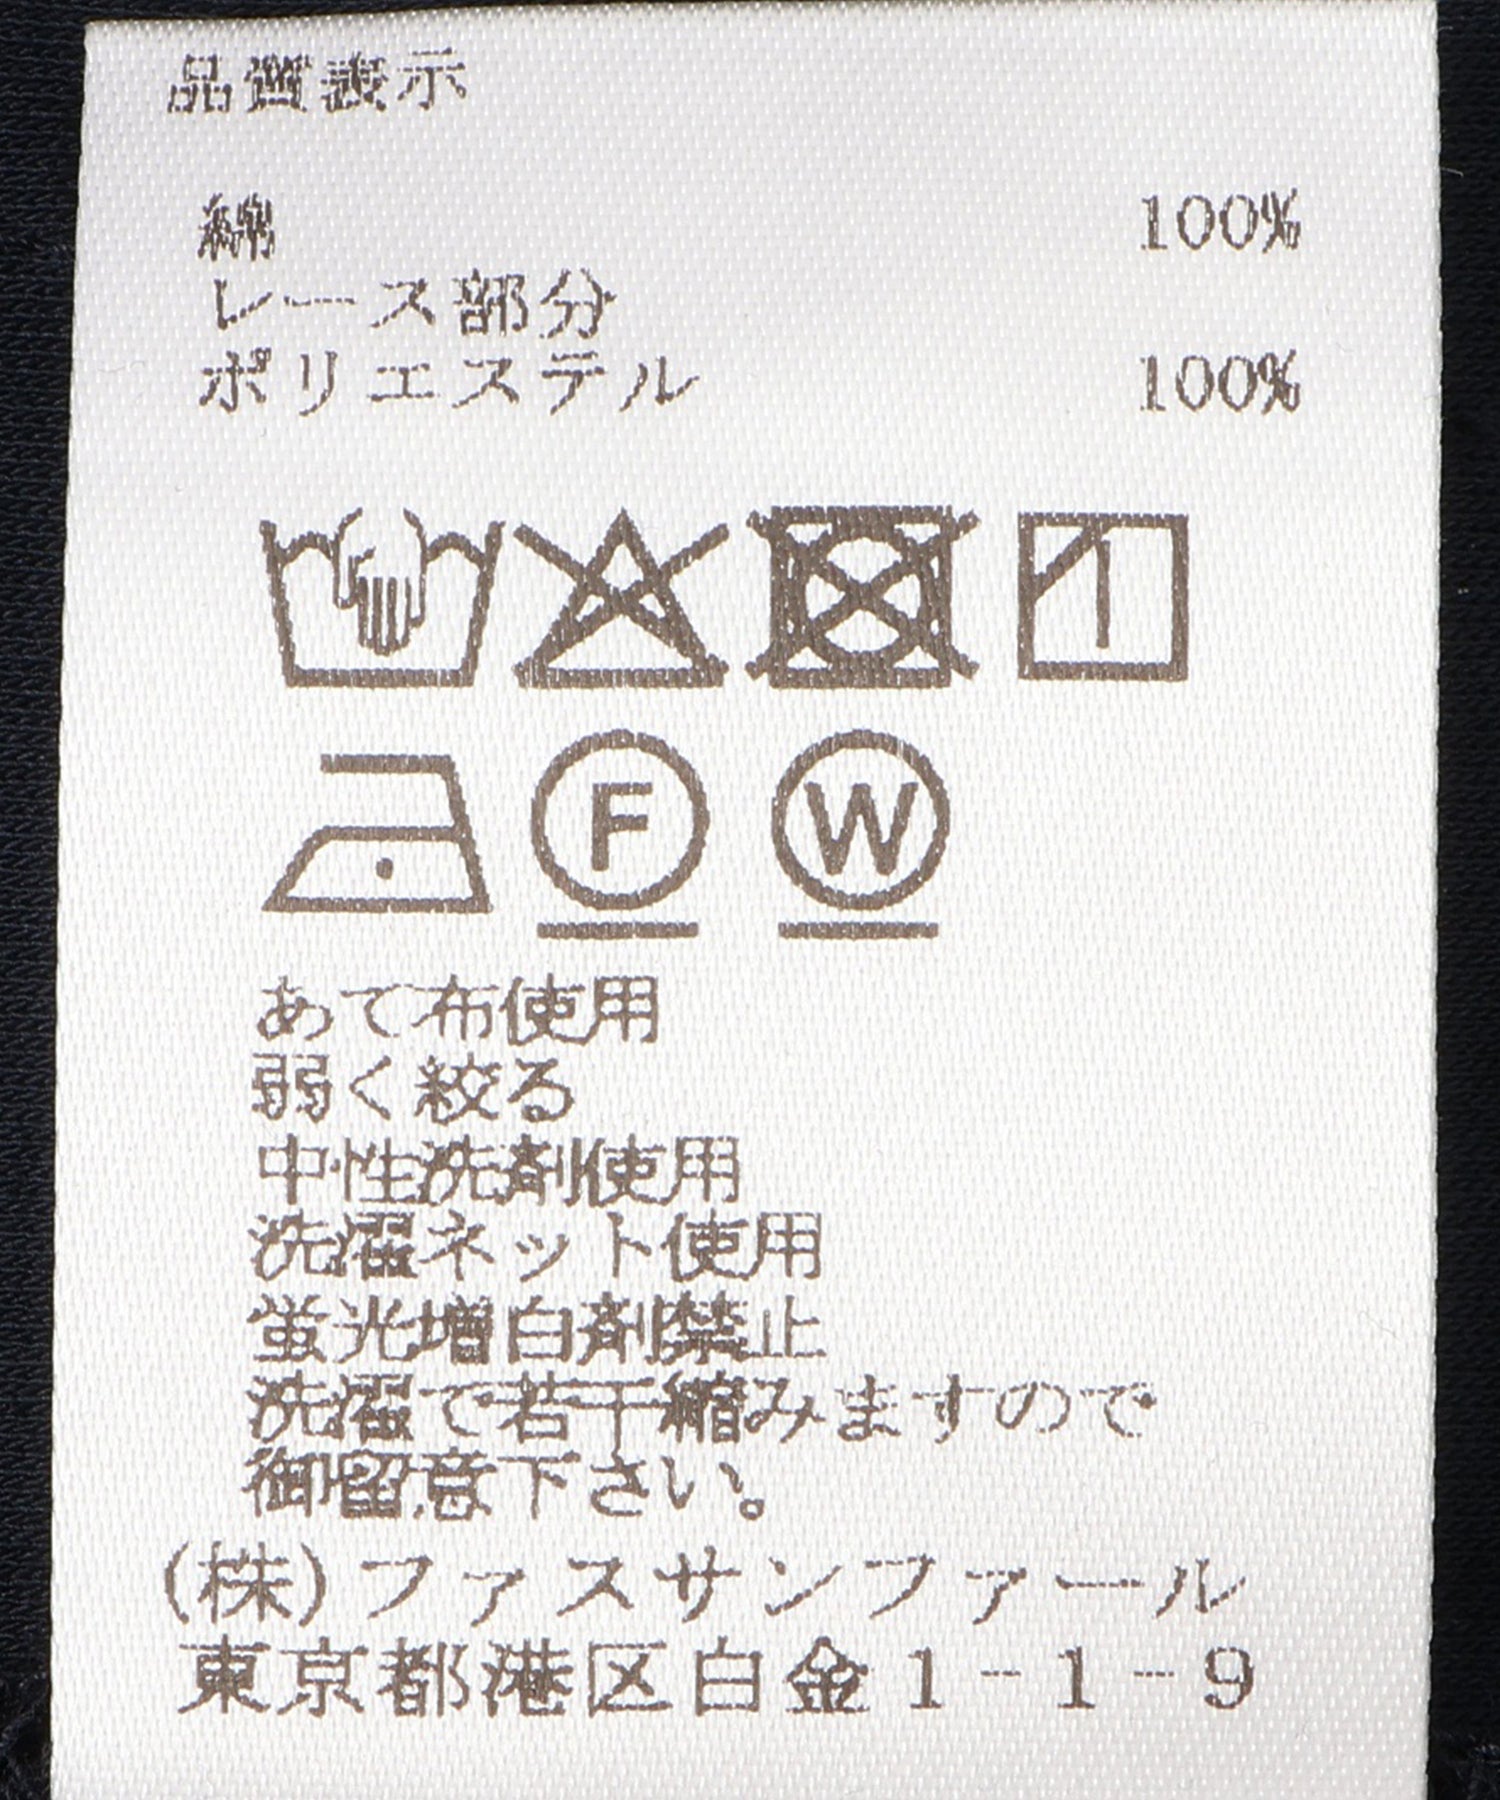 品質表示
綿 100%
レース部分
ポリエステル 100%
F W
あて布使用
弱く絞る
中性洗剤使用
洗濯ネット使用
蛍光増白剤禁止
洗濯で若干縮みますので
御留意下さい。
(株)ファスサンファール
東京都港区白金1-1-9